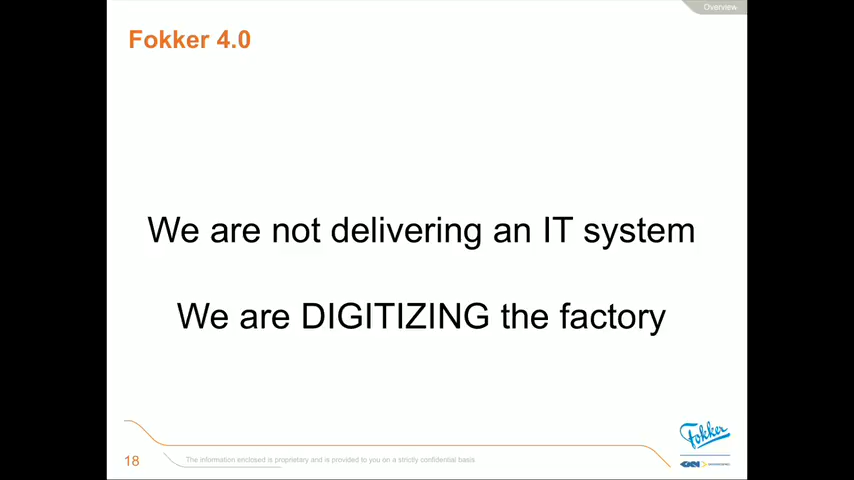 Overview
Fokker 4.0
We are not delivering an IT system
We are DIGITIZING the factory
Fokker
18
The information enclosed is proprietary and is provided to you on a strictly confidential basis
GKN